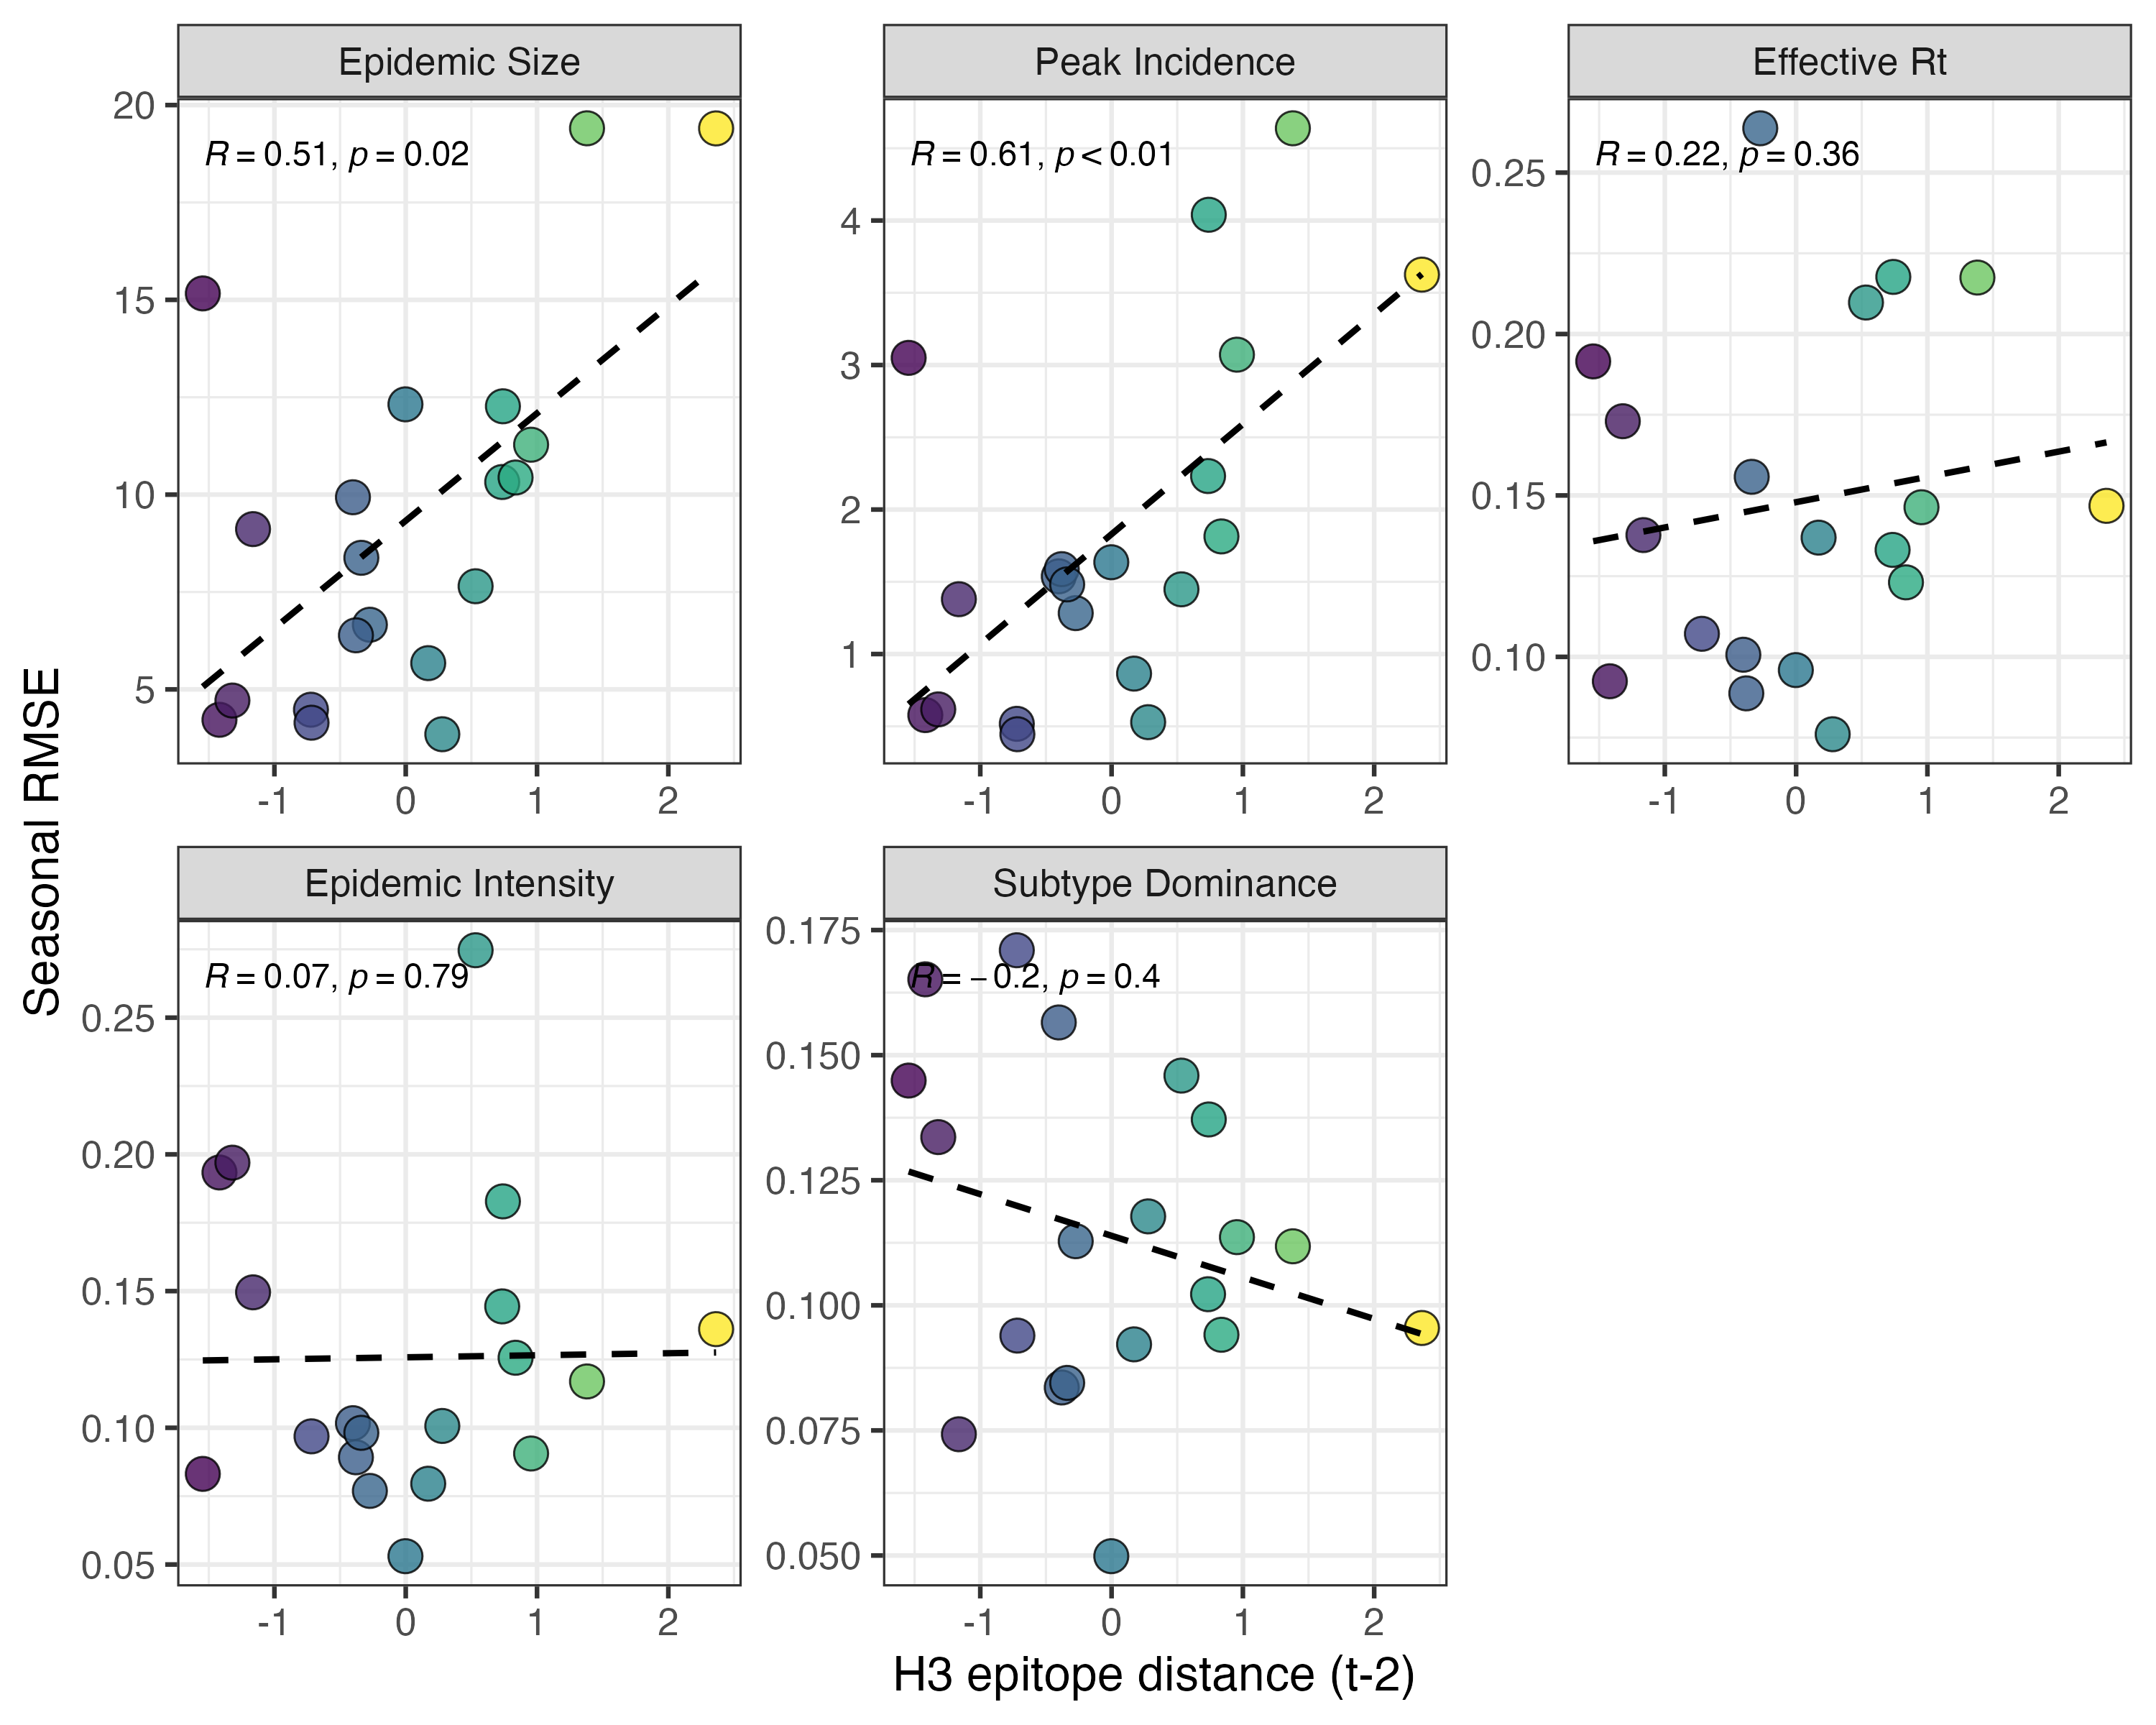 Epidemic Size
Peak Incidence
Effective Rt
R = 0.51, p = 0.02
R = 0.61, p < 0.01
R = 0.22, p = 0.36
20
15
10
5
4
3
2
1
0.25
0.20
0.15
0.10
-1 0 1 2
-1 0 1 2
-1 0 1 2
Seasonal RMSE
Epidemic Intensity
Subtype Dominance
R = 0.07, p = 0.79
R = −0.2, p = 0.4
0.25
0.20
0.15
0.10
0.05
0.175
0.150
0.125
0.100
0.075
0.050
-1 0 1 2
-1 0 1 2
H3 epitope distance (t-2)